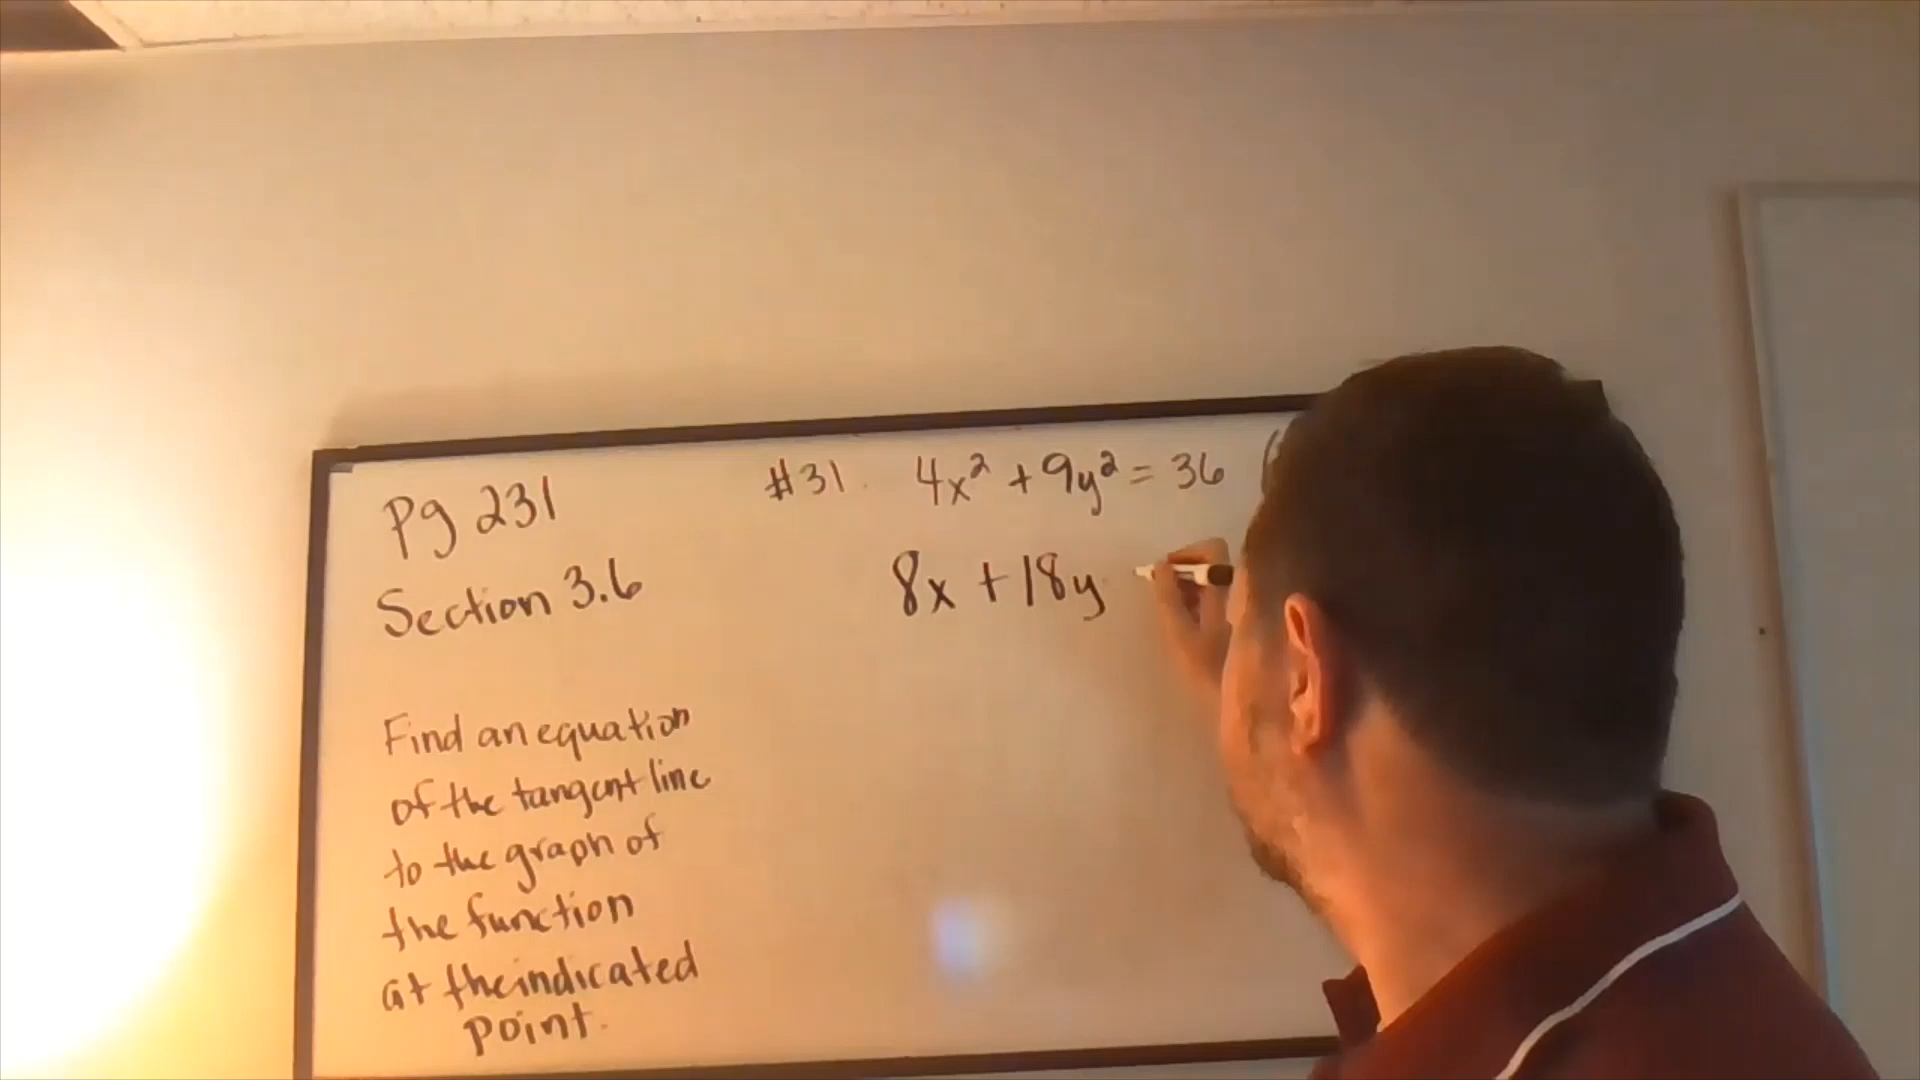 Pg 231
Section 3.6
Find an equation
of the tangent line
to the graph of
the function
at the indicated
point.
#31. 4x² + 9y² = 36 (
8x + 18y